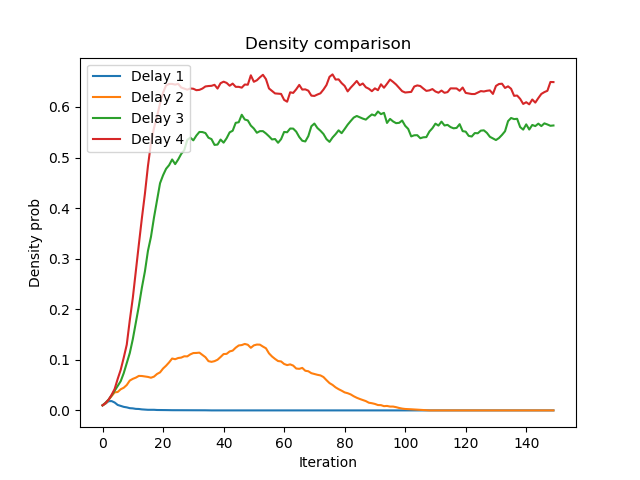 Density comparison
Delay 1
Delay 2
Delay 3
Delay 4
Density prob
0.6
0.5
0.4
0.3
0.2
0.1
0.0
0 20 40 60 80 100 120 140
Iteration